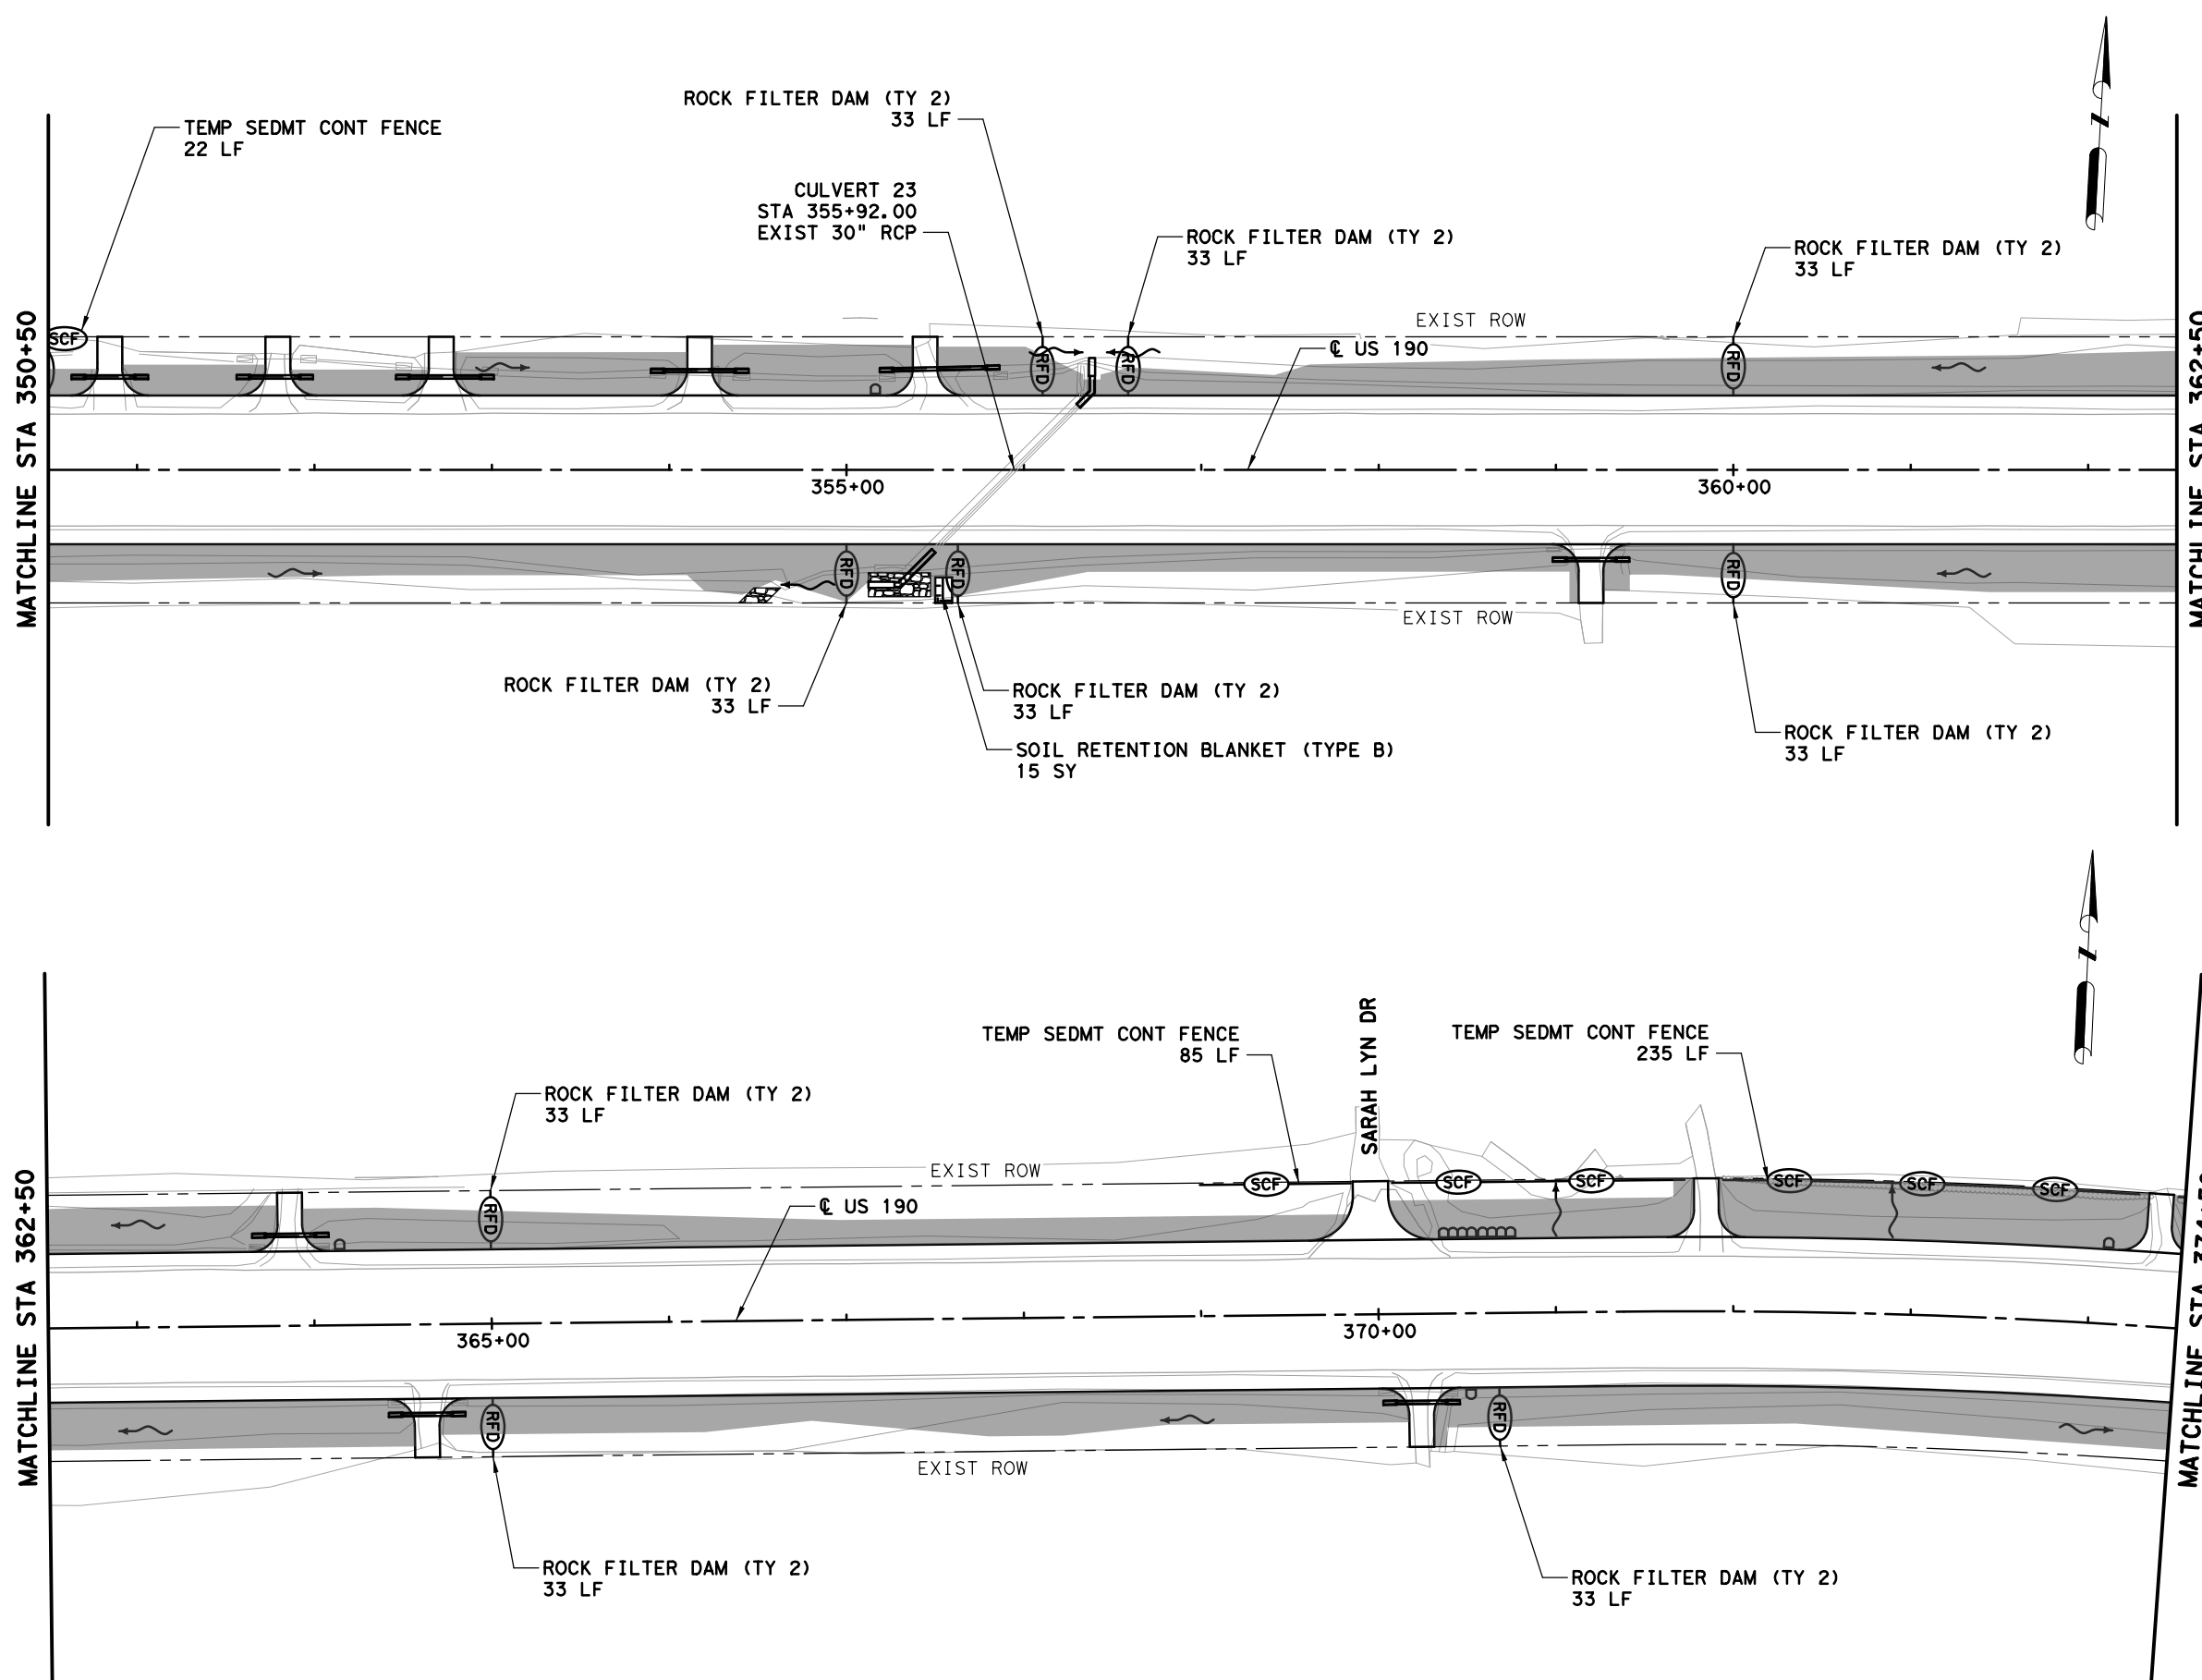 ROCK FILTER DAM (TY 2)
33 LF
TEMP SEDMT CONT FENCE
22 LF
CULVERT 23
STA 355+92.00
EXIST 30" RCP
ROCK FILTER DAM (TY 2)
33 LF
ROCK FILTER DAM (TY 2)
33 LF
MATCHLINE STA 350+50
SCF
EXIST ROW
℄ US 190
RFD
RFD
RFD
355+00
360+00
MATCHLINE STA 362+50
RFD
RFD
RFD
EXIST ROW
ROCK FILTER DAM (TY 2)
33 LF
ROCK FILTER DAM (TY 2)
33 LF
SOIL RETENTION BLANKET (TYPE B)
15 SY
ROCK FILTER DAM (TY 2)
33 LF
TEMP SEDMT CONT FENCE
85 LF
SARAH LYN DR
TEMP SEDMT CONT FENCE
235 LF
ROCK FILTER DAM (TY 2)
33 LF
MATCHLINE STA 362+50
EXIST ROW
SCF
SCF
SCF
SCF
SCF
SCF
RFD
℄ US 190
365+00
370+00
MATCHLINE STA
RFD
RFD
EXIST ROW
ROCK FILTER DAM (TY 2)
33 LF
ROCK FILTER DAM (TY 2)
33 LF